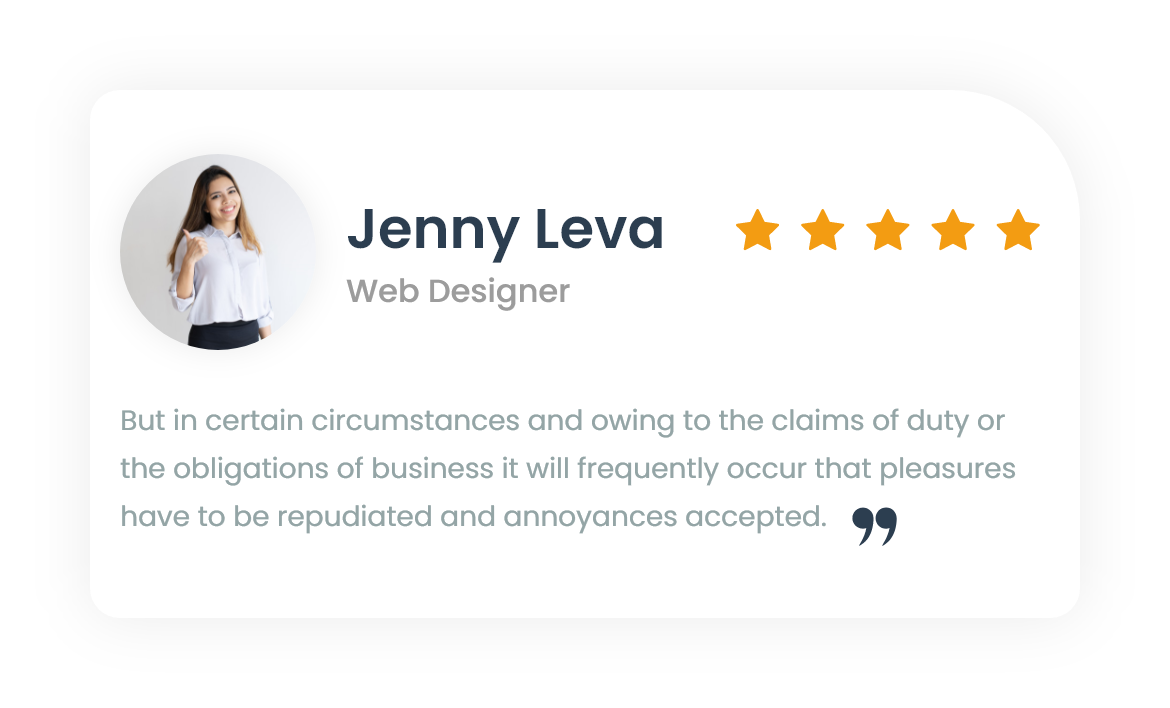 Jenny Leva
Web Designer
But in certain circumstances and owing to the claims of duty or
the obligations of business it will frequently occur that pleasures
have to be repudiated and annoyances accepted. ”